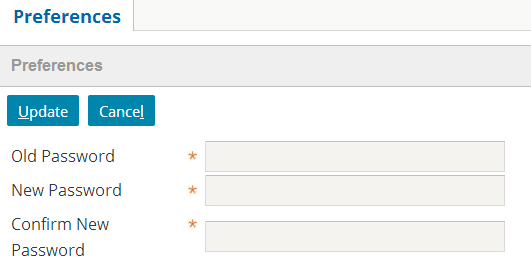 Preferences
Preferences
Update Cancel
Old Password *
New Password *
Confirm New *
Password